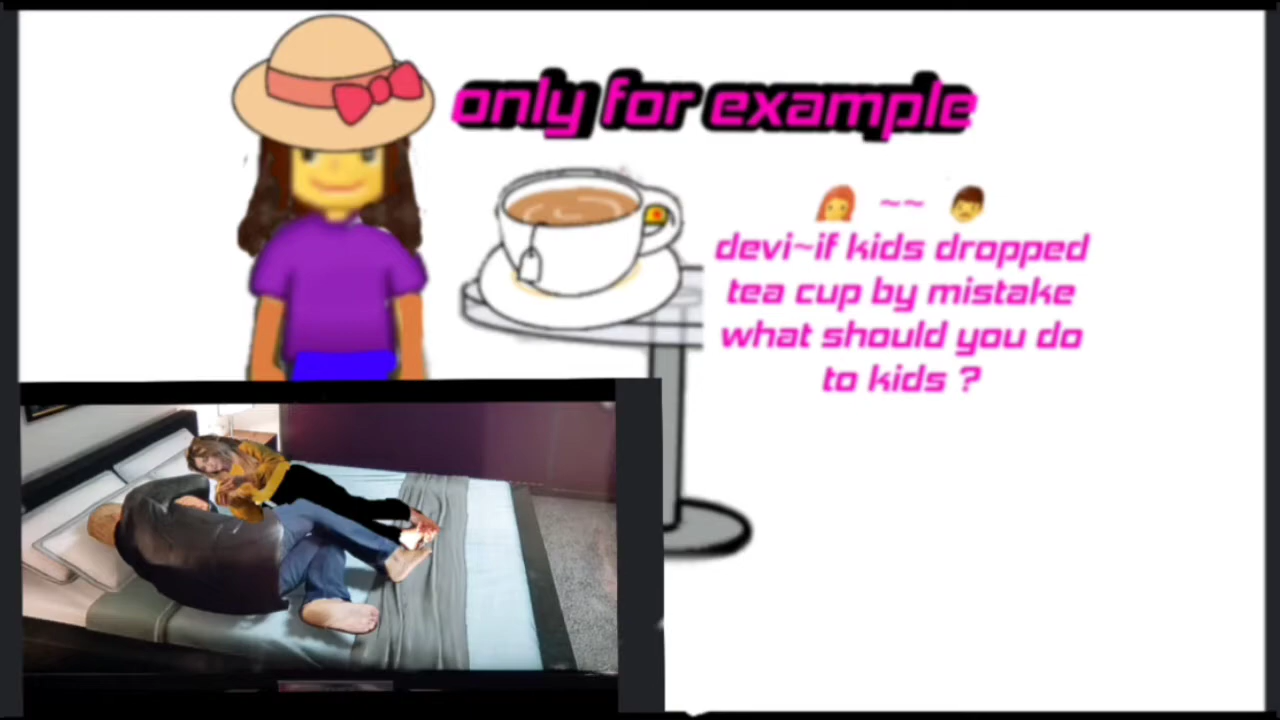 only for example
~~
devi~if kids dropped
tea cup by mistake
what should you do
to kids ?